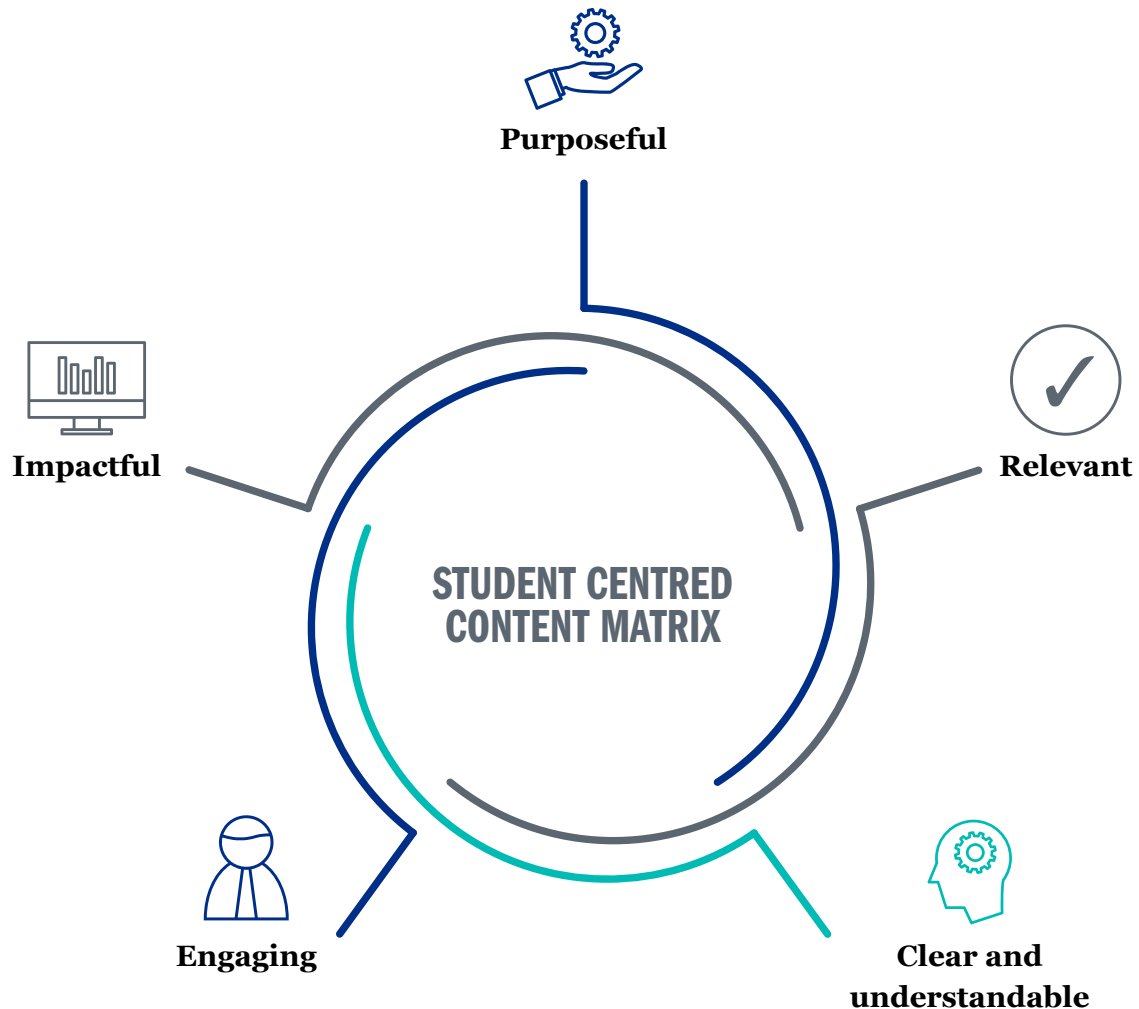 Purposeful
Impactful
Relevant
STUDENT CENTRED
CONTENT MATRIX
Engaging
Clear and
understandable